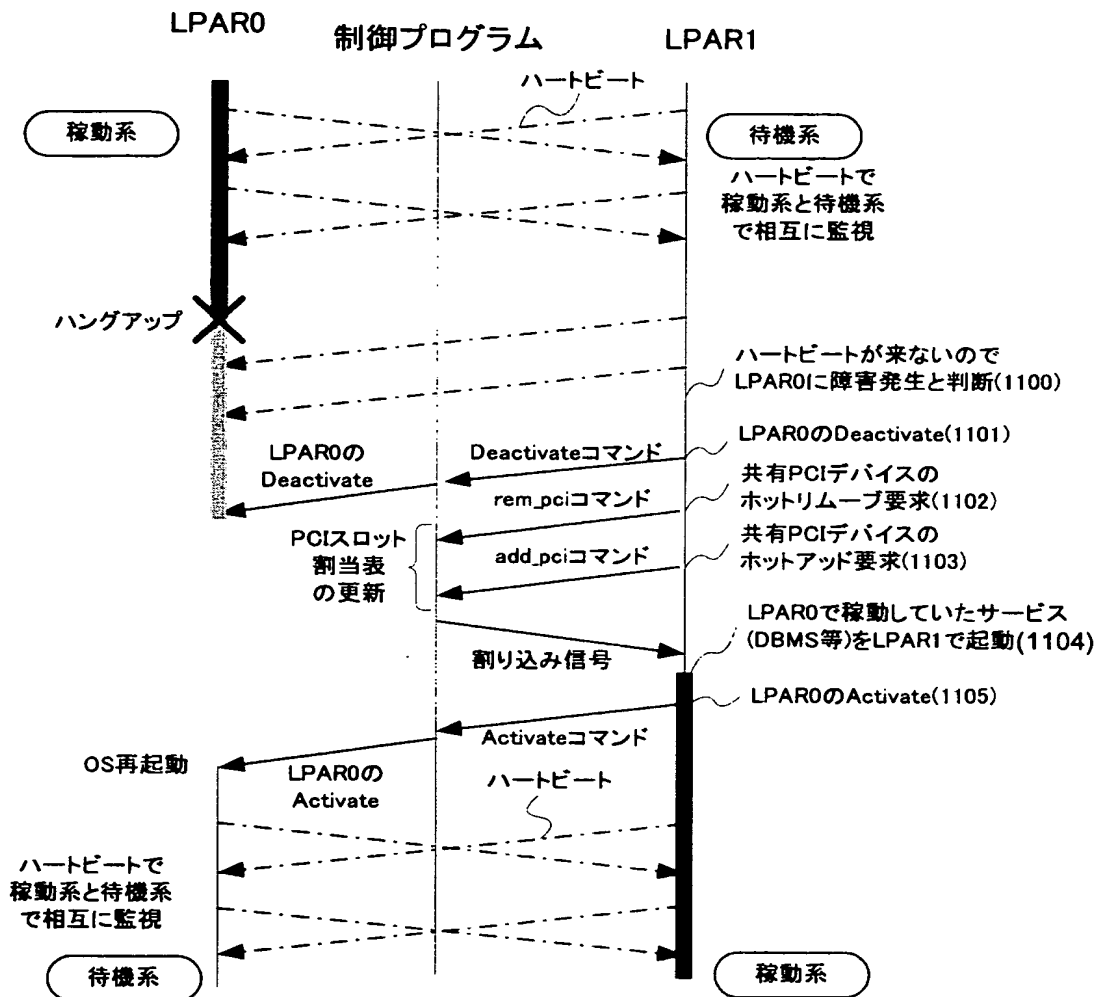 LPAR0
制御プログラム
LPAR1
ハートビート
稼動系
待機系
ハートビートで
稼動系と待機系
で相互に監視
ハングアップ
ハートビートが来ないので
LPAR0に障害発生と判断(1100)
LPAR0のDeactivate(1101)
Deactivateコマンド
LPAR0の
Deactivate
共有PCIデバイスの
ホットリムーブ要求(1102)
rem_pciコマンド
共有PCIデバイスの
ホットアッド要求(1103)
add_pciコマンド
PCIスロット
割当表
の更新
LPAR0で稼動していたサービス
(DBMS等)をLPAR1で起動(1104)
割り込み信号
LPAR0のActivate(1105)
Activateコマンド
OS再起動
LPAR0の
Activate
ハートビート
ハートビートで
稼動系と待機系
で相互に監視
待機系
稼動系